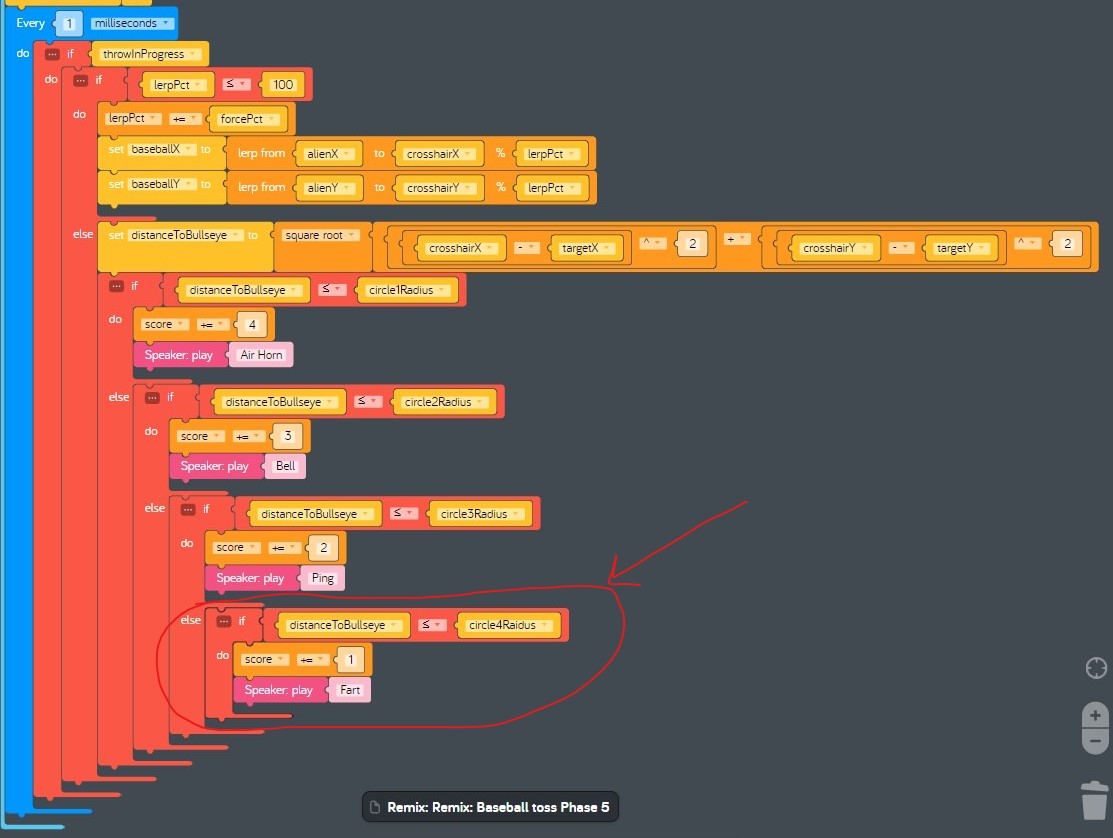 Every 1 milliseconds
do if throwInProgress
do if lerpPct ≤ 100
do lerpPct += forcePct
set baseballX to lerp from alienX to crosshairX % lerpPct
set baseballY to lerp from alienY to crosshairY % lerpPct
else set distanceToBullseye to square root crosshairX - targetX ^ 2 + crosshairY - targetY ^ 2
if distanceToBullseye ≤ circle1Radius
do score += 4
Speaker: play Air Horn
else if distanceToBullseye ≤ circle2Radius
do score += 3
Speaker: play Bell
else if distanceToBullseye ≤ circle3Radius
do score += 2
Speaker: play Ping
else if distanceToBullseye ≤ circle4Raidus
do score += 1
Speaker: play Fart
Remix: Remix: Baseball toss Phase 5